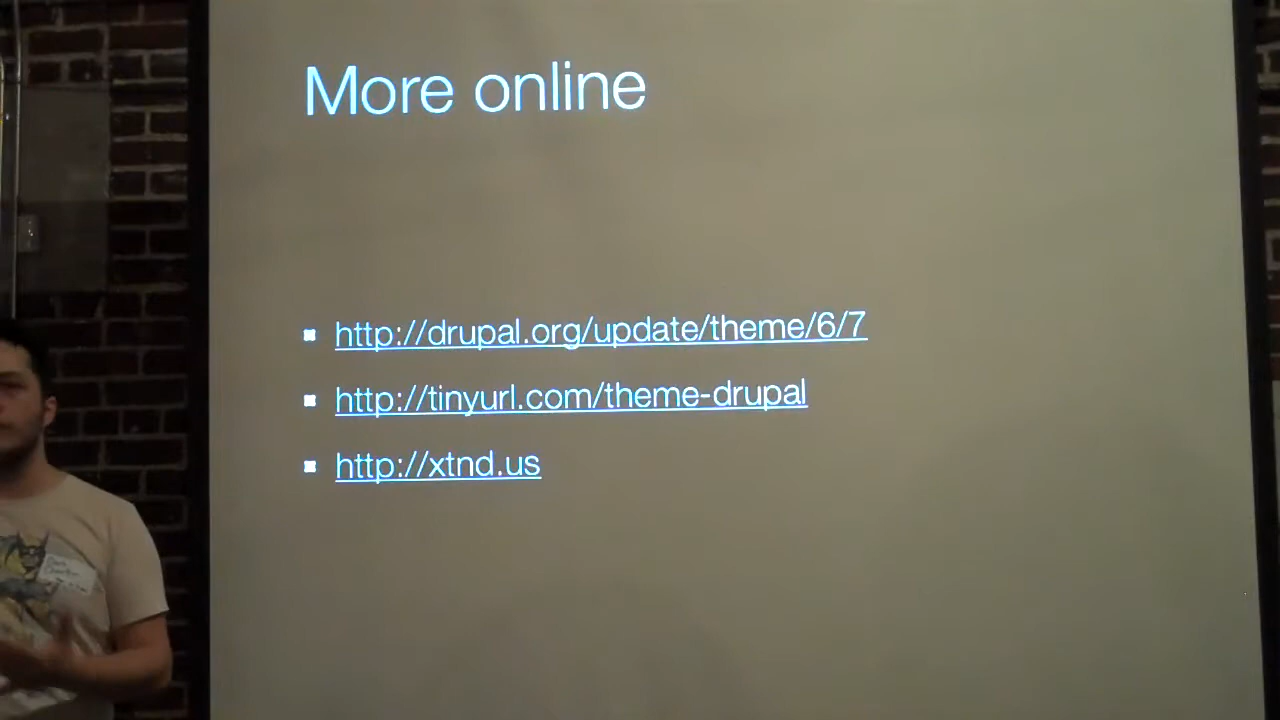 More online
http://drupal.org/update/theme/6/7
http://tinyurl.com/theme-drupal
http://xtnd.us